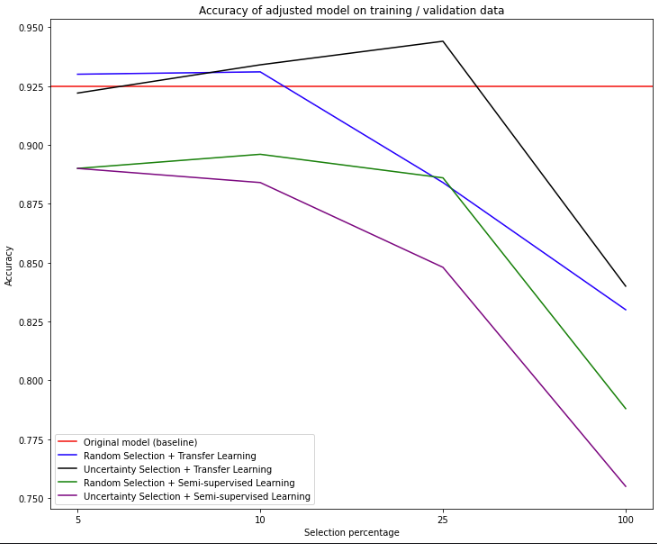 Accuracy of adjusted model on training / validation data
0.950
0.925
0.900
0.875
0.850
0.825
0.800
0.775
0.750
Accuracy
Original model (baseline)
Random Selection + Transfer Learning
Uncertainty Selection + Transfer Learning
Random Selection + Semi-supervised Learning
Uncertainty Selection + Semi-supervised Learning
5 10 25 100
Selection percentage